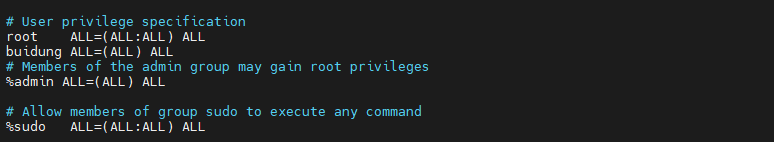 # User privilege specification
root    ALL=(ALL:ALL) ALL
buidung ALL=(ALL) ALL
# Members of the admin group may gain root privileges
%admin ALL=(ALL) ALL

# Allow members of group sudo to execute any command
%sudo   ALL=(ALL:ALL) ALL